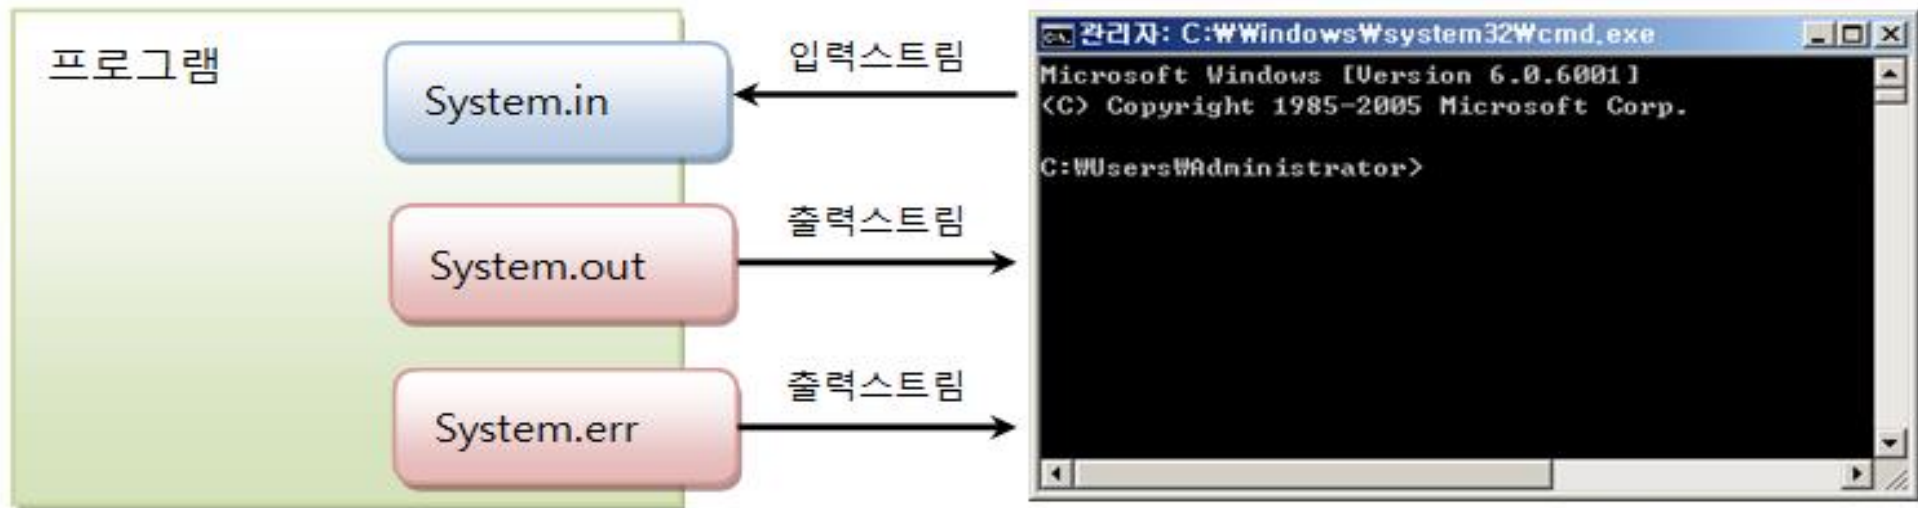 프로그램
System.in
입력스트림
System.out
출력스트림
System.err
출력스트림
관리자: C:₩Windows₩system32₩cmd.exe
Microsoft Windows [Version 6.0.6001]
(C) Copyright 1985-2005 Microsoft Corp.
C:₩Users₩Administrator>